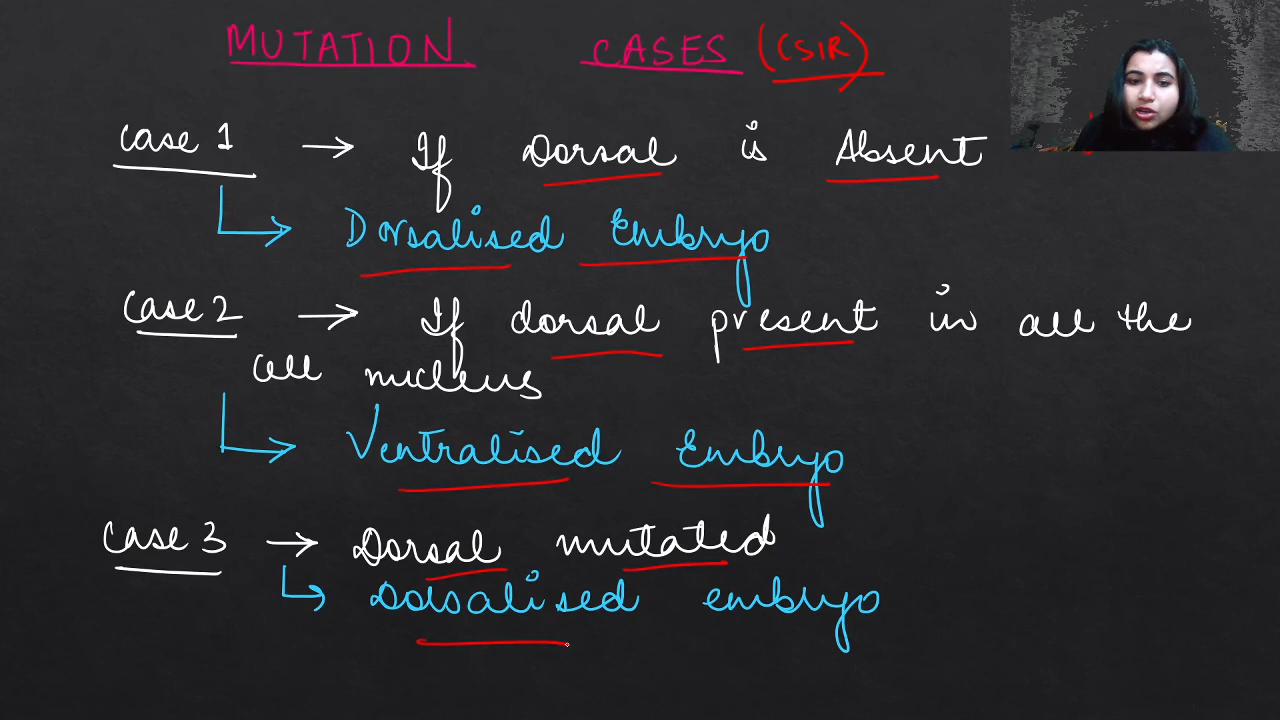 MUTATION CASES (CSIR)
Case 1 → If Dorsal is Absent
Dorsalised Embryo
Case 2 → If dorsal present in all the
cell nucleus
Ventralised Embryo
Case 3 → Dorsal mutated
Dorsalised embryo